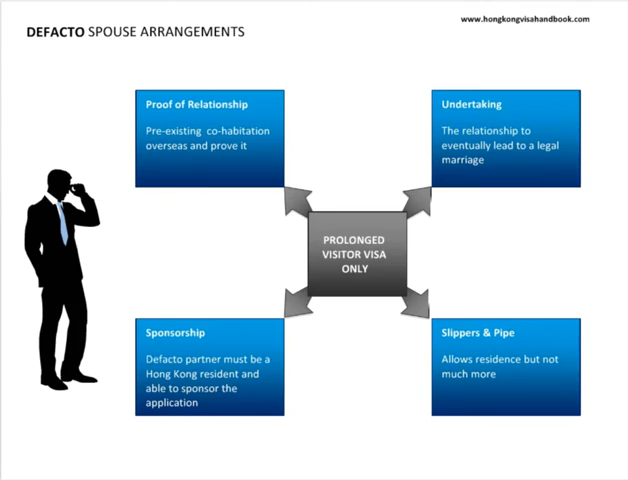 www.hongkongvisahandbook.com
DEFACTO SPOUSE ARRANGEMENTS
Proof of Relationship
Pre-existing co-habitation
overseas and prove it
Undertaking
The relationship to
eventually lead to a legal
marriage
PROLONGED
VISITOR VISA
ONLY
Sponsorship
Defacto partner must be a
Hong Kong resident and
able to sponsor the
application
Slippers & Pipe
Allows residence but not
much more